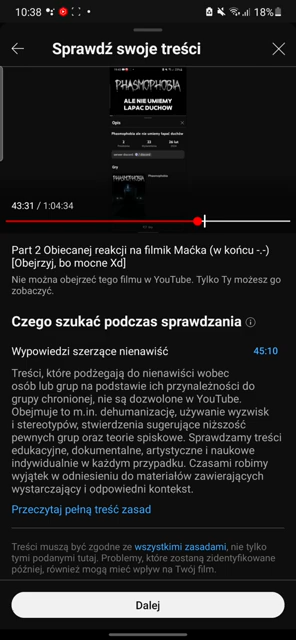 10:38
18%
Sprawdź swoje treści
PHASMOPHOBIA
ALE NIE UMIEMY
LAPAC DUCHOW
Opis
Phasmophobia ale nie umiemy łapać duchów
Gry
Phasmophobia
43:31 / 1:04:34
Part 2 Obiecanej reakcji na filmik Maćka (w końcu -.-)
[Obejrzyj, bo mocne Xd]
Nie można obejrzeć tego filmu w YouTube. Tylko Ty możesz go
zobaczyć.
Czego szukać podczas sprawdzania
Wypowiedzi szerzące nienawiść 45:10
Treści, które podżegają do nienawiści wobec
osób lub grup na podstawie ich przynależności do
grupy chronionej, nie są dozwolone w YouTube.
Obejmuje to m.in. dehumanizację, używanie wyzwisk
i stereotypów, stwierdzenia sugerujące niższość
pewnych grup oraz teorie spiskowe. Sprawdzamy treści
edukacyjne, dokumentalne, artystyczne i naukowe
indywidualnie w każdym przypadku. Czasami robimy
wyjątek w odniesieniu do materiałów zawierających
wystarczający i odpowiedni kontekst.
Przeczytaj pełną treść zasad
Treści muszą być zgodne ze wszystkimi zasadami, nie tylko
tymi podanymi tutaj. Problemy, które zostaną zidentyfikowane
później, również mogą mieć wpływ na Twój film.
Dalej